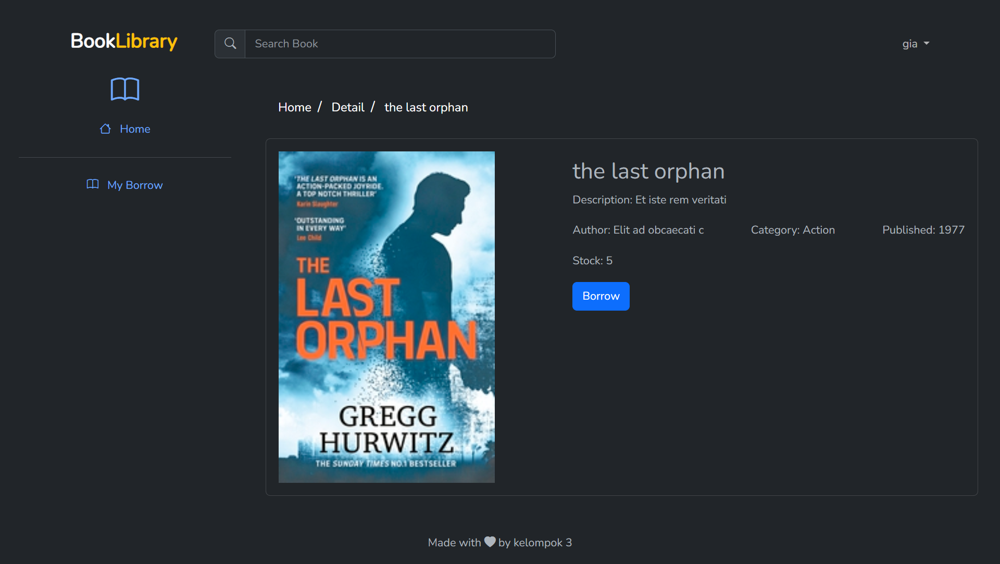 BookLibrary
Search Book
gia
Home
My Borrow
Home / Detail / the last orphan
'THE LAST ORPHAN IS AN
ACTION-PACKED JOYRIDE.
A TOP NOTCH THRILLER'
Karin Slaughter
'OUTSTANDING
IN EVERY WAY'
Lee Child
THE
LAST
ORPHAN
GREGG
HURWITZ
THE SUNDAY TIMES NO.1 BESTSELLER
the last orphan
Description: Et iste rem veritati
Author: Elit ad obcaecati c
Category: Action
Published: 1977
Stock: 5
Borrow
Made with by kelompok 3